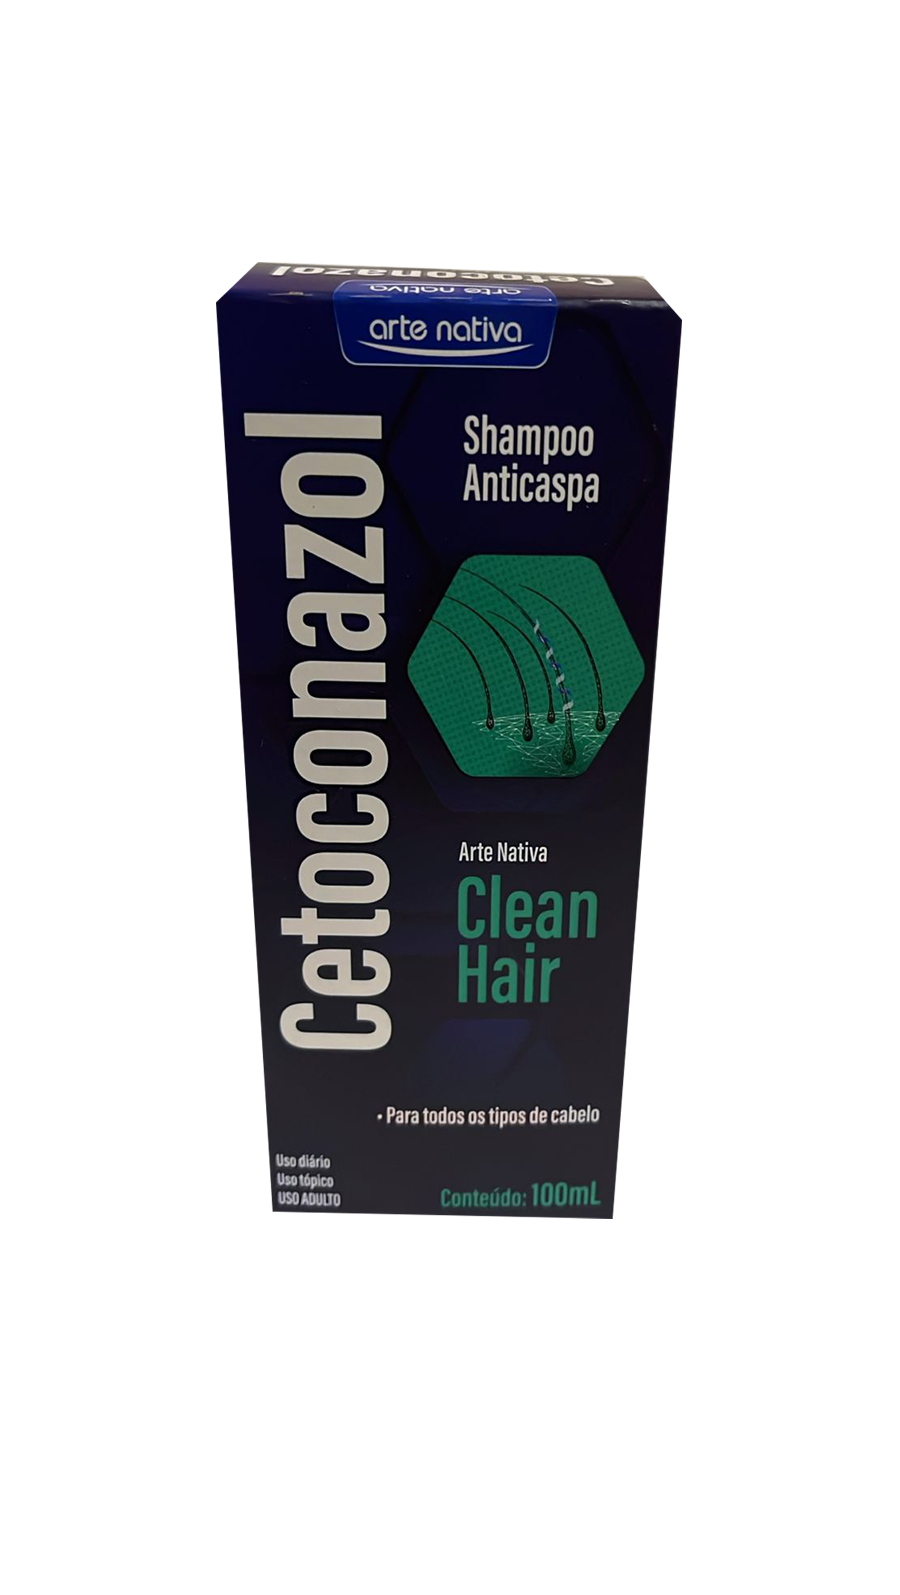 Cetoconazol
arte nativa
arte nativa
Cetoconazol
Shampoo
Anticaspa
Arte Nativa
Clean
Hair
• Para todos os tipos de cabelo
Uso diário
Uso tópico
USO ADULTO
Conteúdo: 100mL